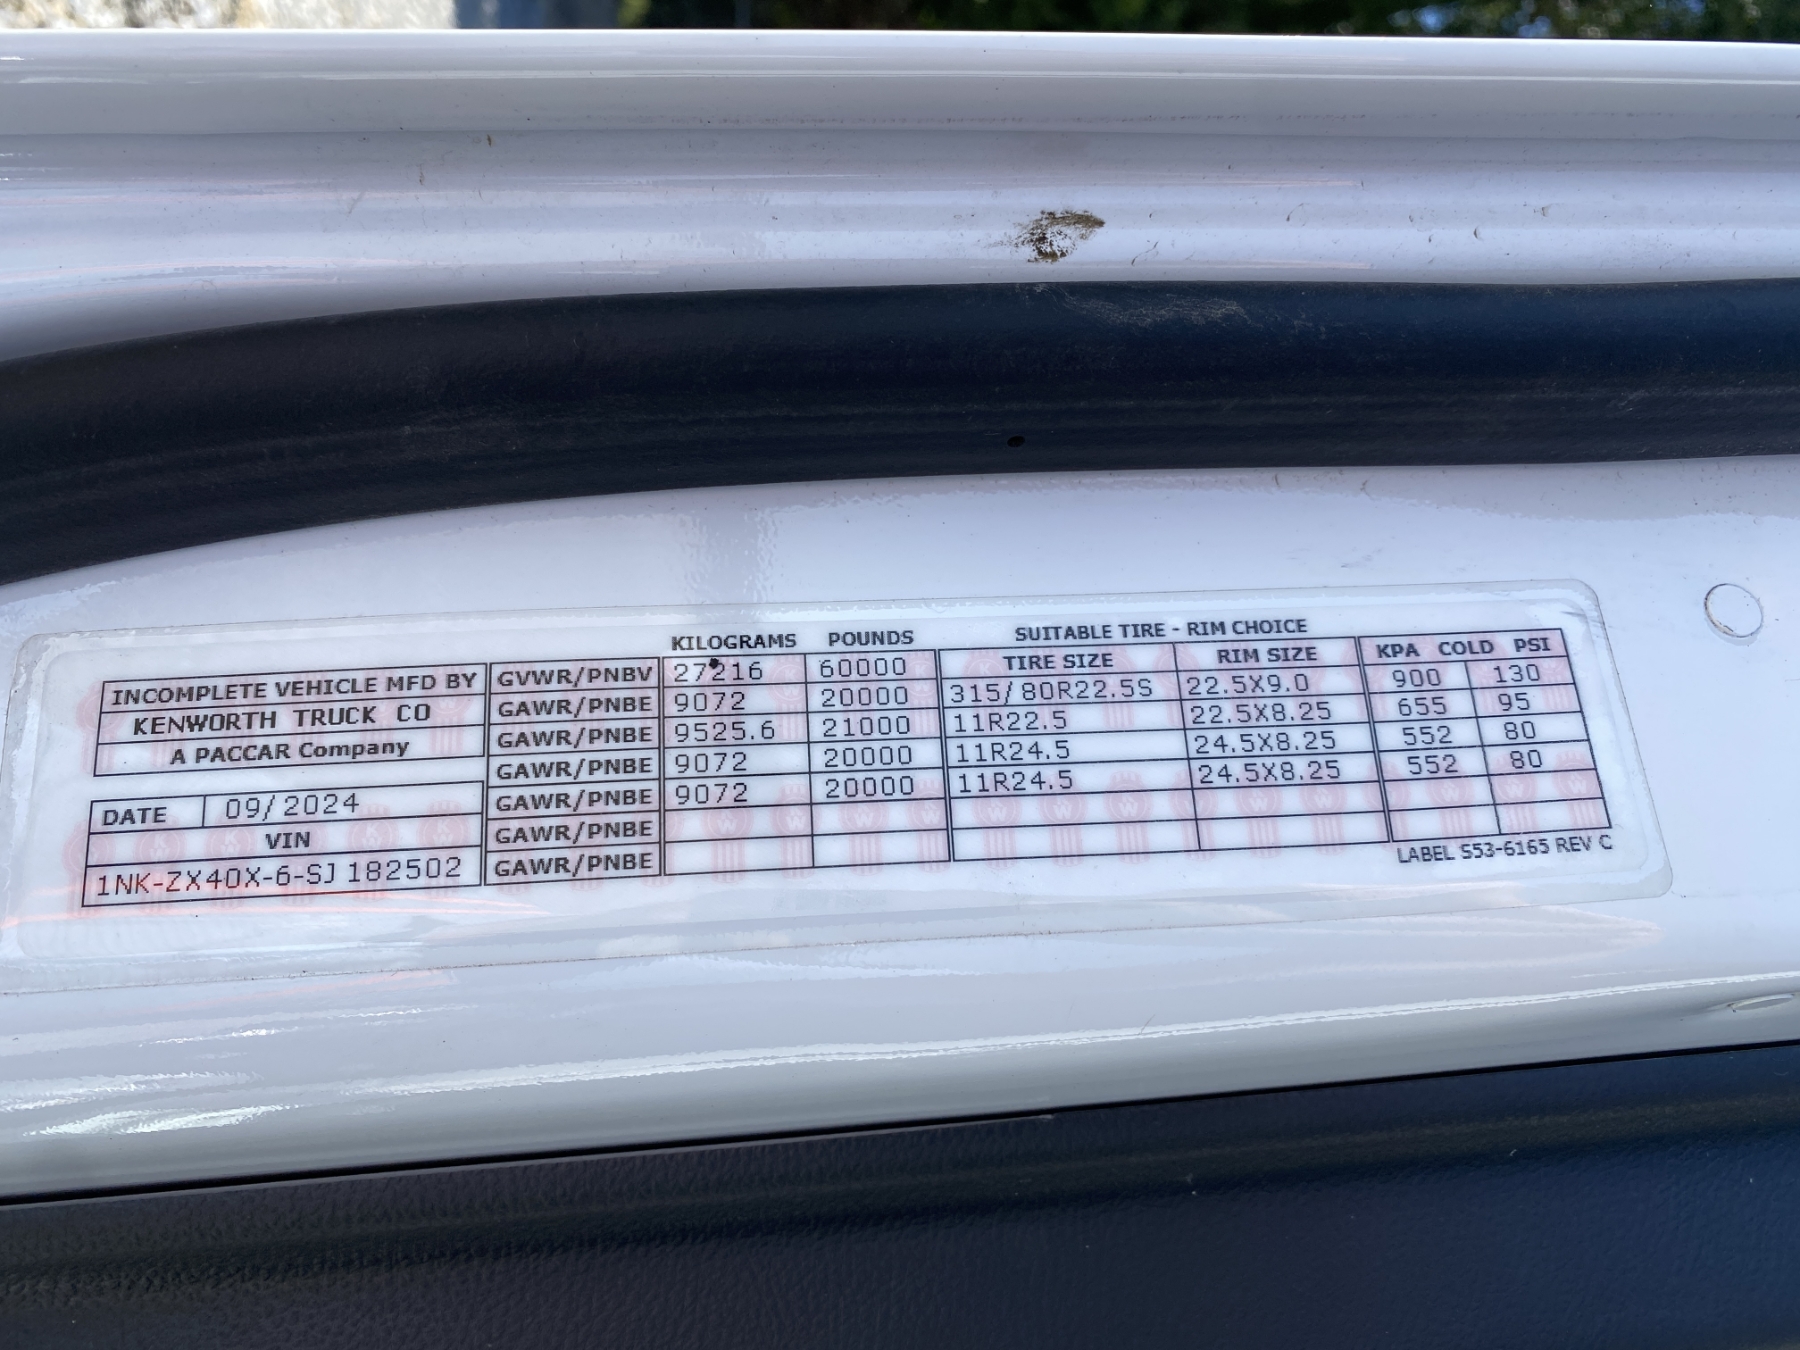 KILOGRAMS POUNDS SUITABLE TIRE - RIM CHOICE
INCOMPLETE VEHICLE MFD BY
KENWORTH TRUCK CO
A PACCAR Company
DATE 09/2024
VIN
1NK-ZX40X-6-SJ182502
TIRE SIZE RIM SIZE KPA COLD PSI
GVWR/PNBV 27216 60000
GAWR/PNBE 9072 20000 315/80R22.5S 22.5X9.0 900 130
GAWR/PNBE 9525.6 21000 11R22.5 22.5X8.25 655 95
GAWR/PNBE 9072 20000 11R24.5 24.5X8.25 552 80
GAWR/PNBE 9072 20000 11R24.5 24.5X8.25 552 80
GAWR/PNBE
GAWR/PNBE
LABEL S53-6165 REV C